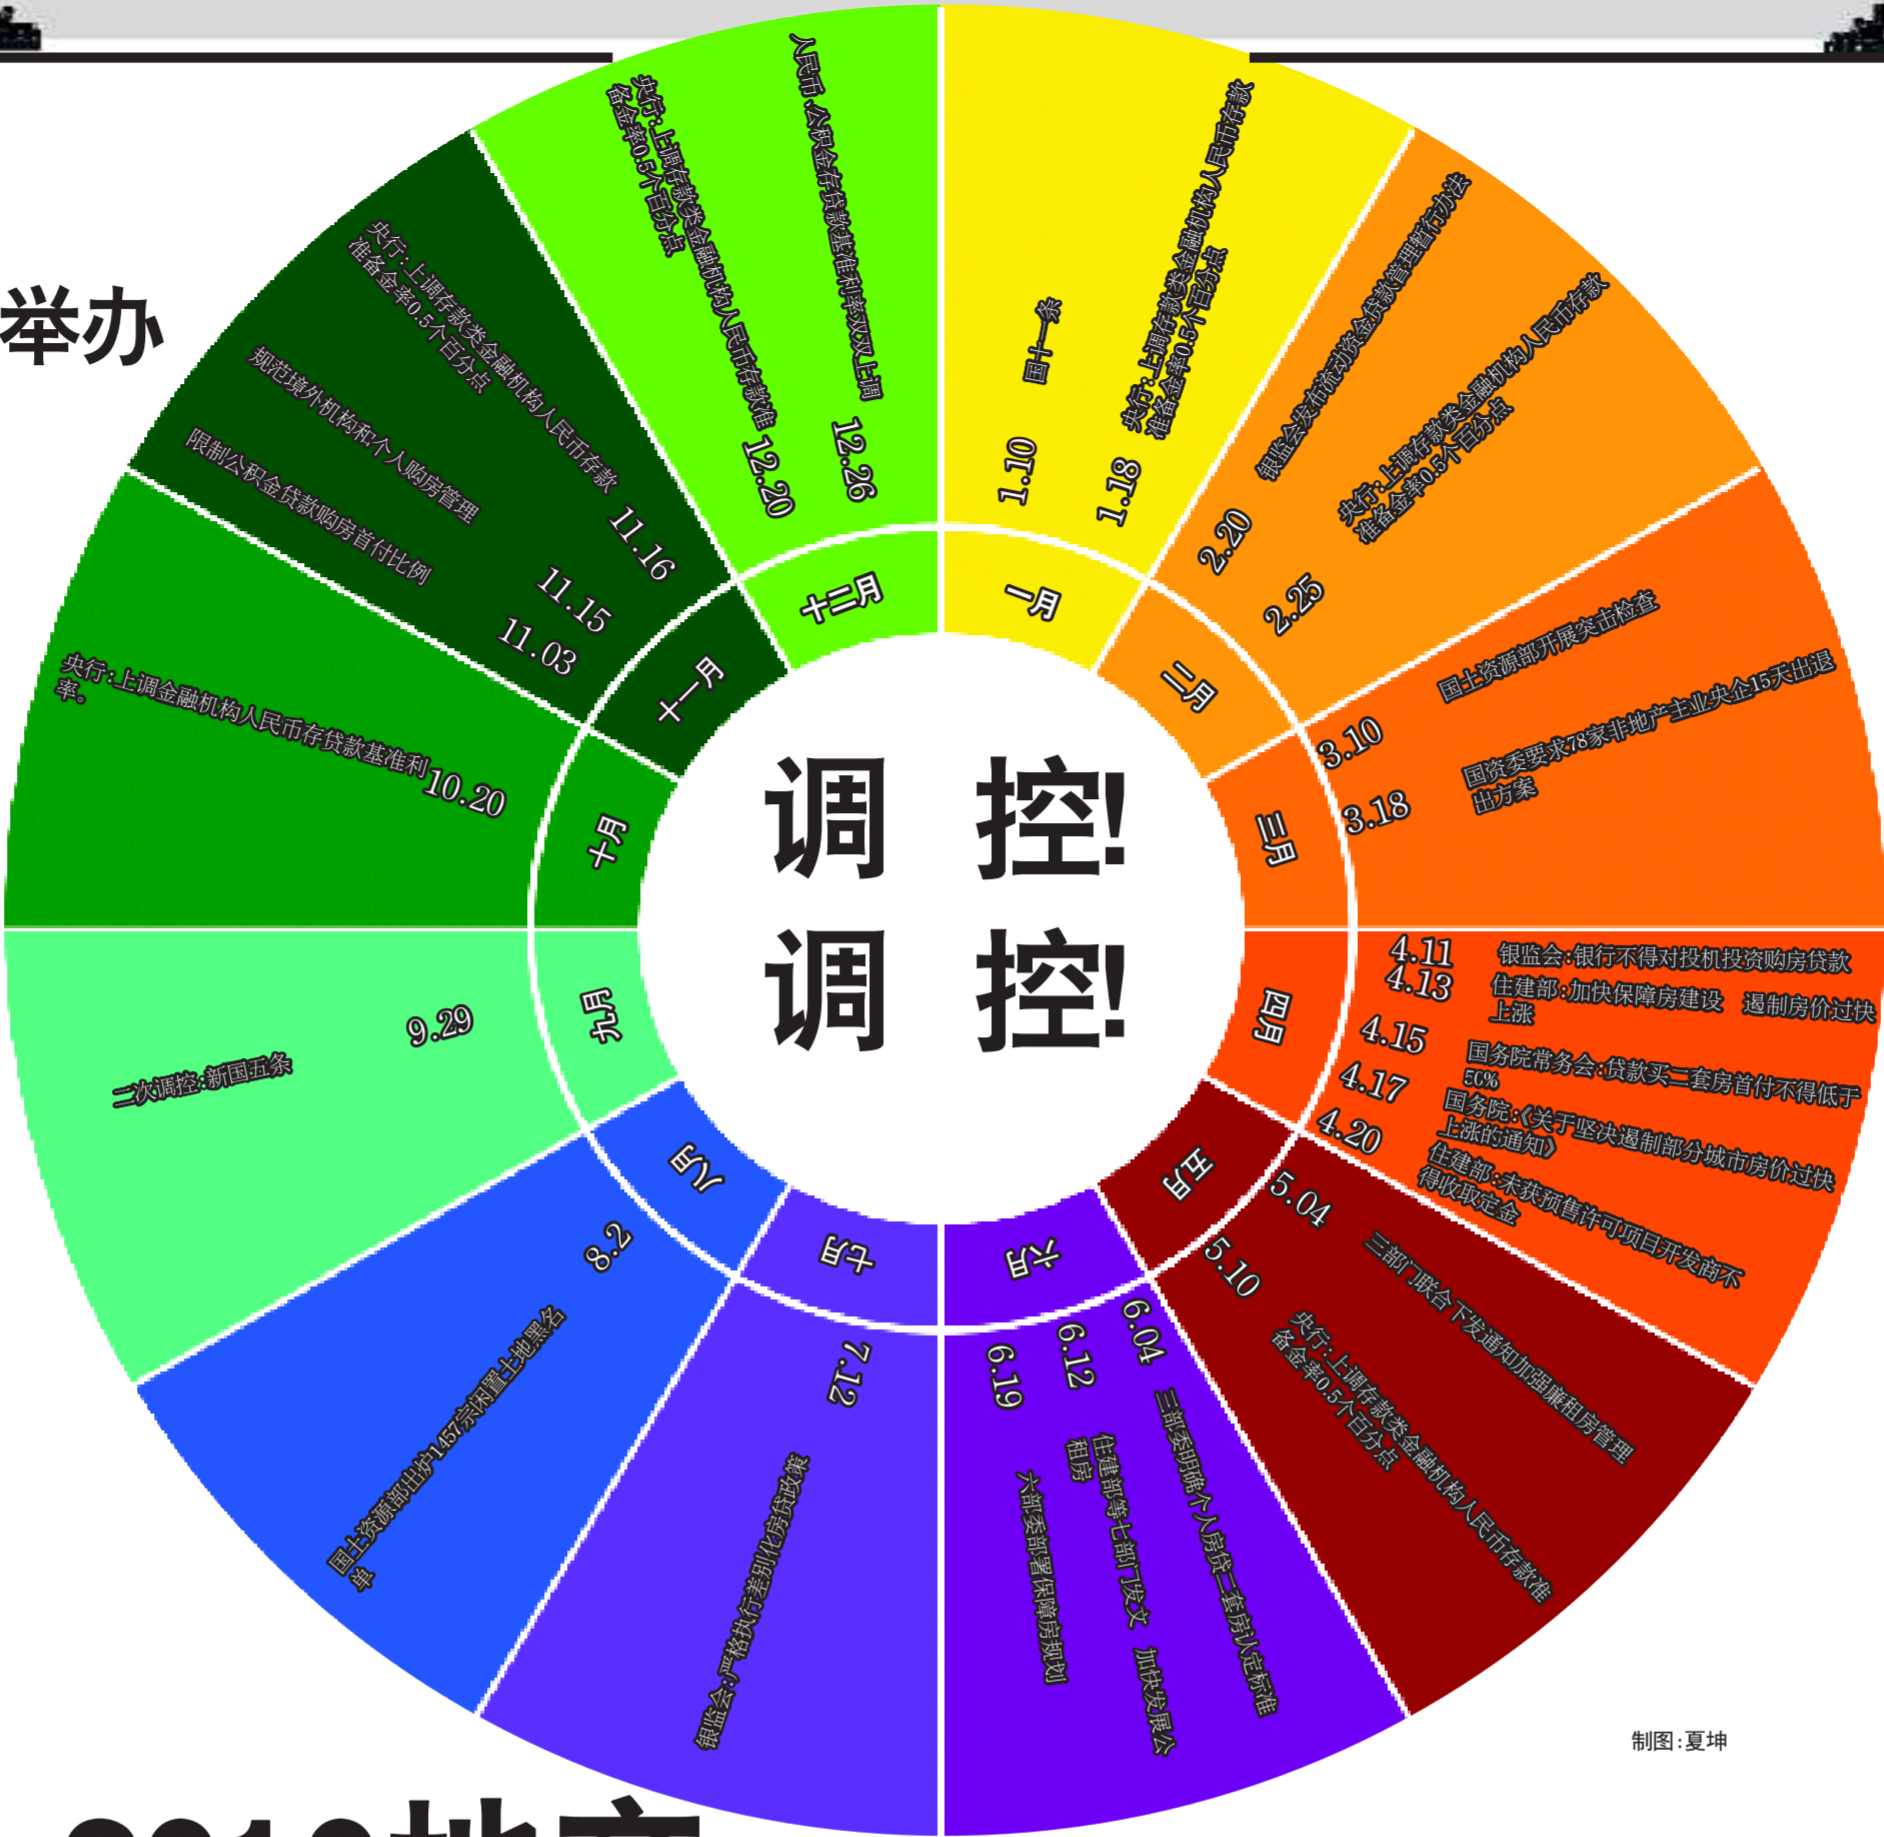 举办
调 控!
调 控!
一月
1.10
国十一条
1.18
央行:上调存款类金融机构人民币存款
准备金率0.5个百分点
二月
2.20
银监会发布流动资金贷款管理暂行办法
2.25
央行:上调存款类金融机构人民币存款
准备金率0.5个百分点
三月
3.10
国土资源部开展突击检查
3.18
国资委要求78家非地产主业央企15天出退
出方案
四月
4.11
银监会:银行不得对投机投资购房贷款
4.13
住建部:加快保障房建设 遏制房价过快
上涨
4.15
国务院常务会:贷款买二套房首付不得低于
50%
4.17
国务院:《关于坚决遏制部分城市房价过快
上涨的通知》
4.20
住建部:未获预售许可项目开发商不
得收取定金
五月
5.04
三部门联合下发通知加强廉租房管理
5.10
央行:上调存款类金融机构人民币存款准
备金率0.5个百分点
六月
6.04
三部委明确个人房贷二套房认定标准
6.12
住建部等七部门发文 加快发展公
租房
6.19
六部委部署保障房规划
七月
7.12
银监会:严格执行差别化房贷政策
八月
8.2
国土资源部出炉1457宗闲置土地黑名
单
九月
9.29
二次调控:新国五条
十月
10.20
央行:上调金融机构人民币存贷款基准利
率。
十一月
11.03
限制公积金贷款购房首付比例
11.15
规范境外机构和个人购房管理
11.16
央行:上调存款类金融机构人民币存款
准备金率0.5个百分点
十二月
12.20
央行:上调存款类金融机构人民币存款准
备金率0.5个百分点
12.26
人民币、公积金存贷款基准利率双双上调
制图:夏坤
2010地产